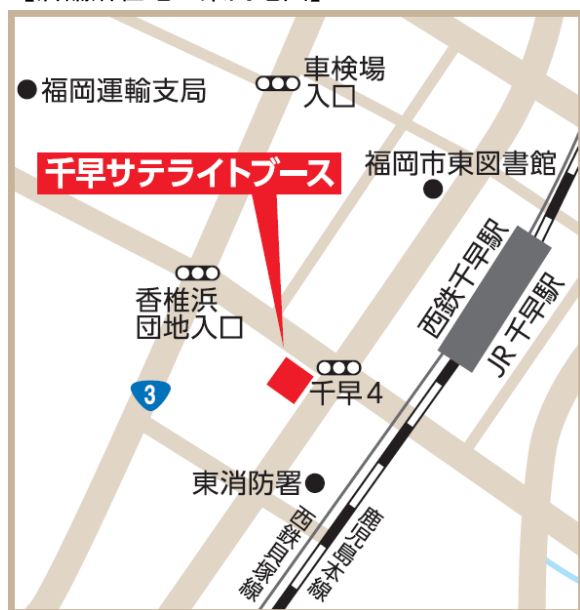 車検場
入口
福岡運輸支局
福岡市東図書館
千早サテライトブース
西鉄千早駅
JR千早駅
香椎浜
団地入口
千早4
3
東消防署
西鉄貝塚線
鹿児島本線